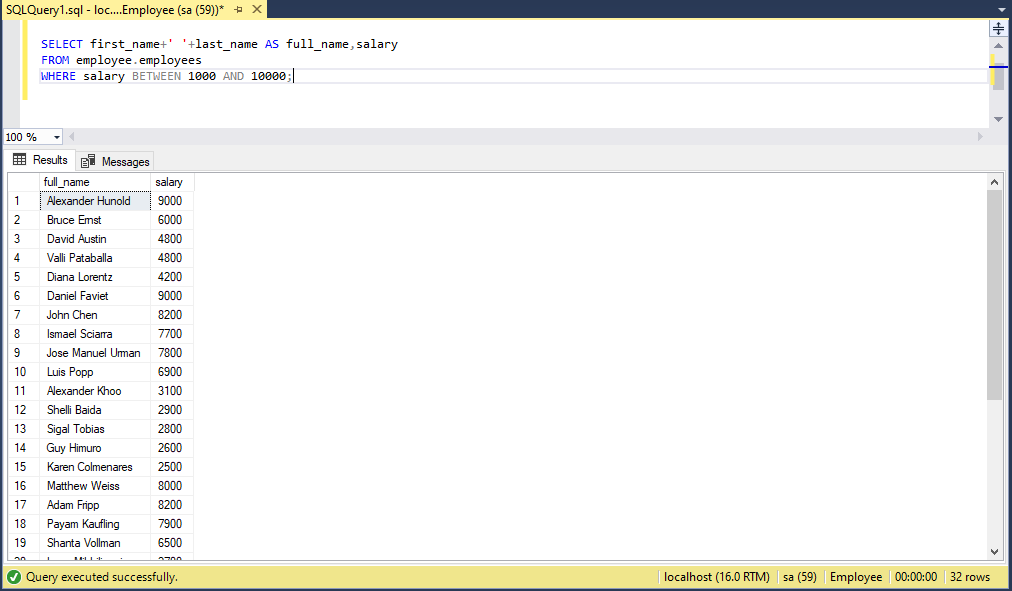 SQLQuery1.sql - loc....Employee (sa (59))*
SELECT first_name+' '+last_name AS full_name,salary
FROM employee.employees
WHERE salary BETWEEN 1000 AND 10000;
100 %
Results Messages
full_name salary
1 Alexander Hunold 9000
2 Bruce Ernst 6000
3 David Austin 4800
4 Valli Pataballa 4800
5 Diana Lorentz 4200
6 Daniel Faviet 9000
7 John Chen 8200
8 Ismael Sciarra 7700
9 Jose Manuel Urman 7800
10 Luis Popp 6900
11 Alexander Khoo 3100
12 Shelli Baida 2900
13 Sigal Tobias 2800
14 Guy Himuro 2600
15 Karen Colmenares 2500
16 Matthew Weiss 8000
17 Adam Fripp 8200
18 Payam Kaufling 7900
19 Shanta Vollman 6500
Query executed successfully.
localhost (16.0 RTM) sa (59) Employee 00:00:00 32 rows